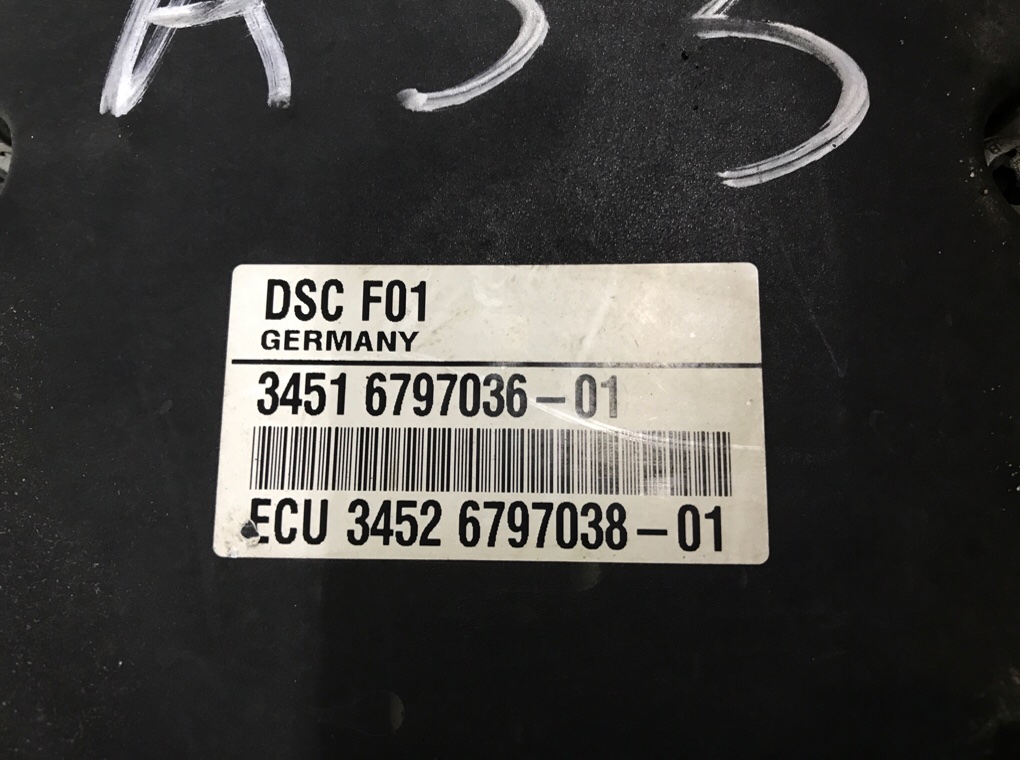 DSC F01
GERMANY
3451 6797036-01
ECU 3452 6797038-01